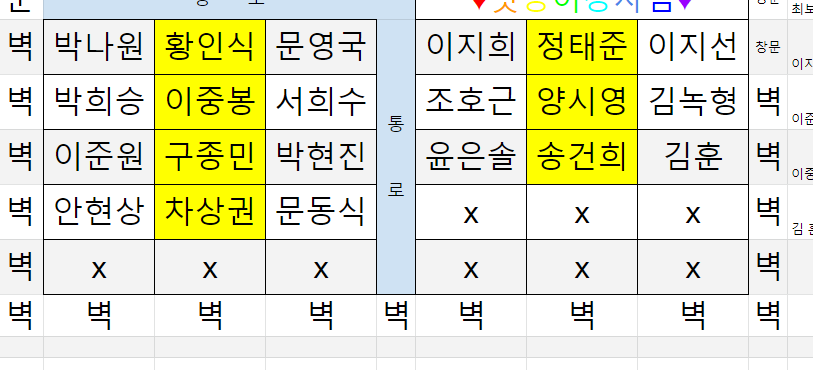 벽 박나원 황인식 문영국 이지희 정태준 이지선 창문
벽 박희승 이중봉 서희수 통 조호근 양시영 김녹형 벽
벽 이준원 구종민 박현진 윤은솔 송건희 김훈 벽
벽 안현상 차상권 문동식 로 x x x 벽
벽 x x x x x x 벽
벽 벽 벽 벽 벽 벽 벽 벽 벽